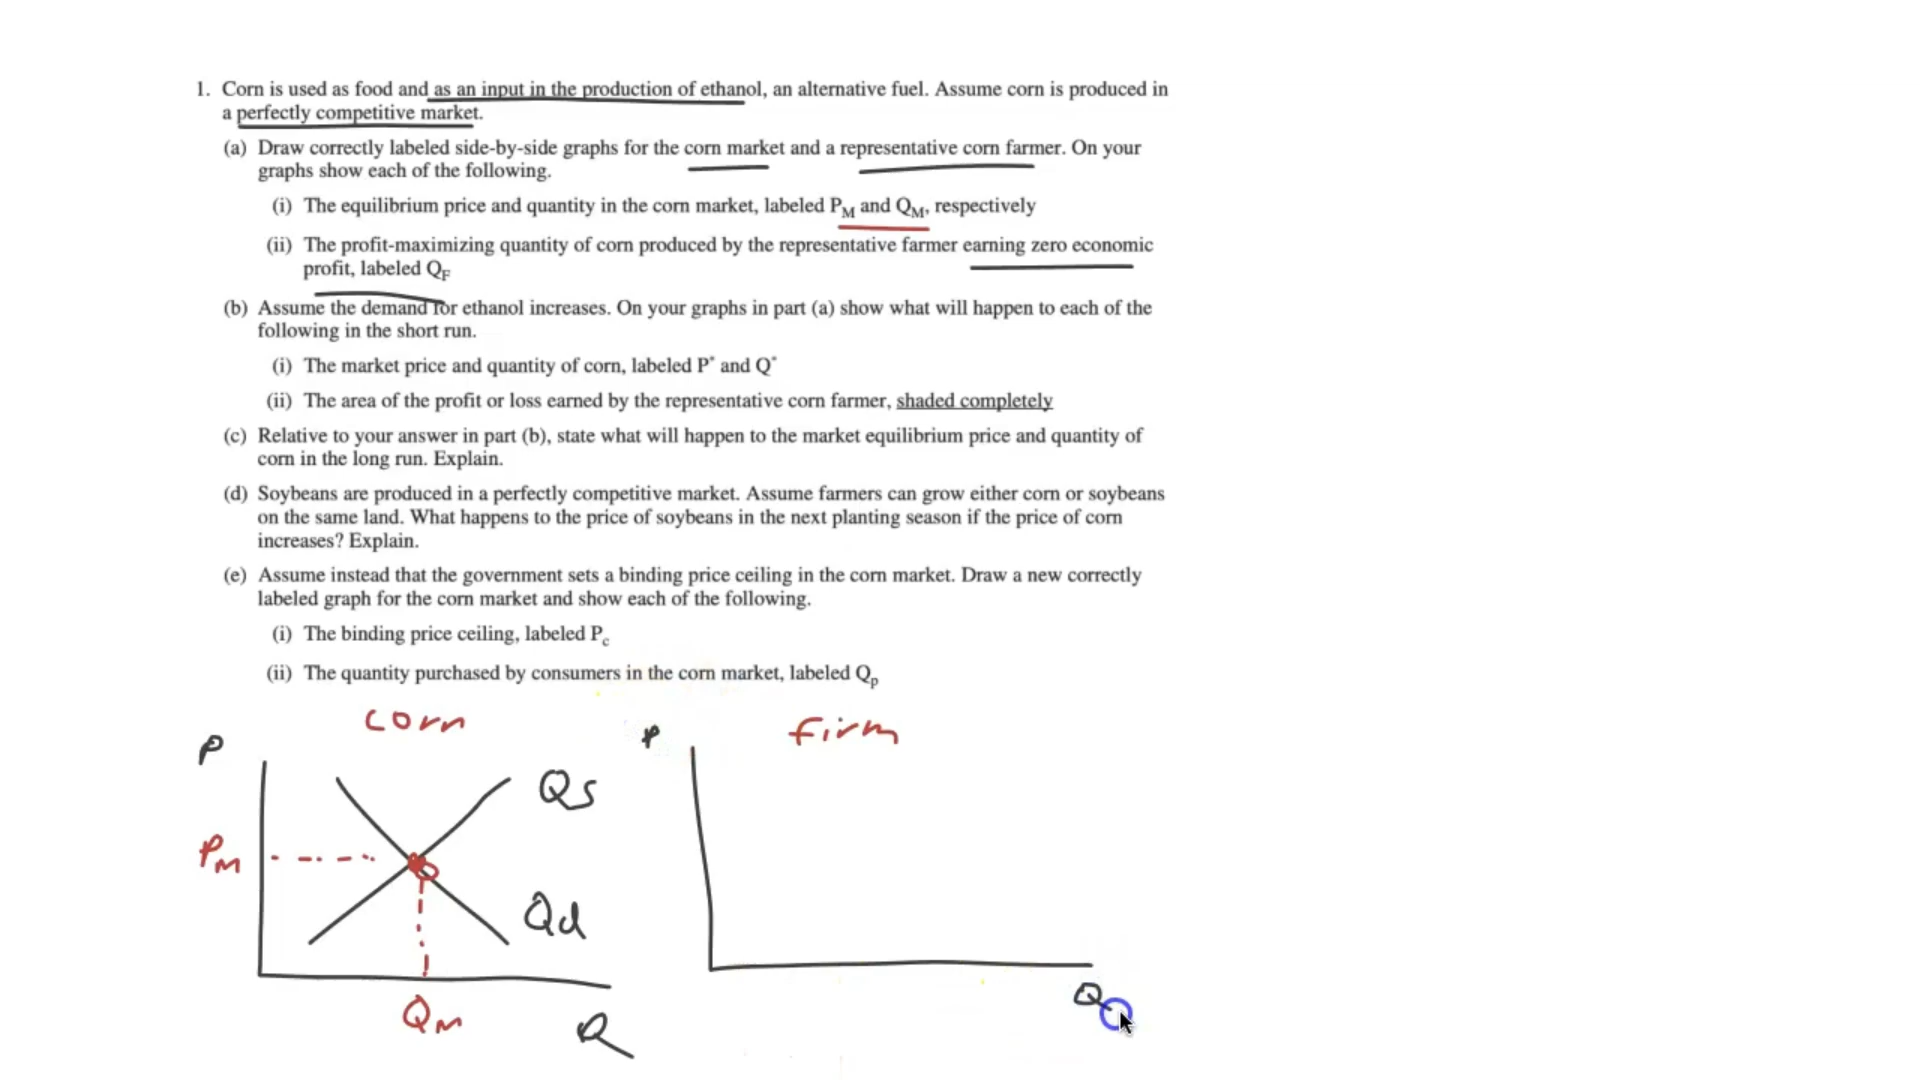 1. Corn is used as food and as an input in the production of ethanol, an alternative fuel. Assume corn is produced in
a perfectly competitive market.
(a) Draw correctly labeled side-by-side graphs for the corn market and a representative corn farmer. On your
graphs show each of the following.
(i) The equilibrium price and quantity in the corn market, labeled PM and QM, respectively
(ii) The profit-maximizing quantity of corn produced by the representative farmer earning zero economic
profit, labeled QF
(b) Assume the demand for ethanol increases. On your graphs in part (a) show what will happen to each of the
following in the short run.
(i) The market price and quantity of corn, labeled P* and Q*
(ii) The area of the profit or loss earned by the representative corn farmer, shaded completely
(c) Relative to your answer in part (b), state what will happen to the market equilibrium price and quantity of
corn in the long run. Explain.
(d) Soybeans are produced in a perfectly competitive market. Assume farmers can grow either corn or soybeans
on the same land. What happens to the price of soybeans in the next planting season if the price of corn
increases? Explain.
(e) Assume instead that the government sets a binding price ceiling in the corn market. Draw a new correctly
labeled graph for the corn market and show each of the following.
(i) The binding price ceiling, labeled Pc
(ii) The quantity purchased by consumers in the corn market, labeled Qp
corn
firm
P
P
Qs
PM
Qd
Q
QM
Q